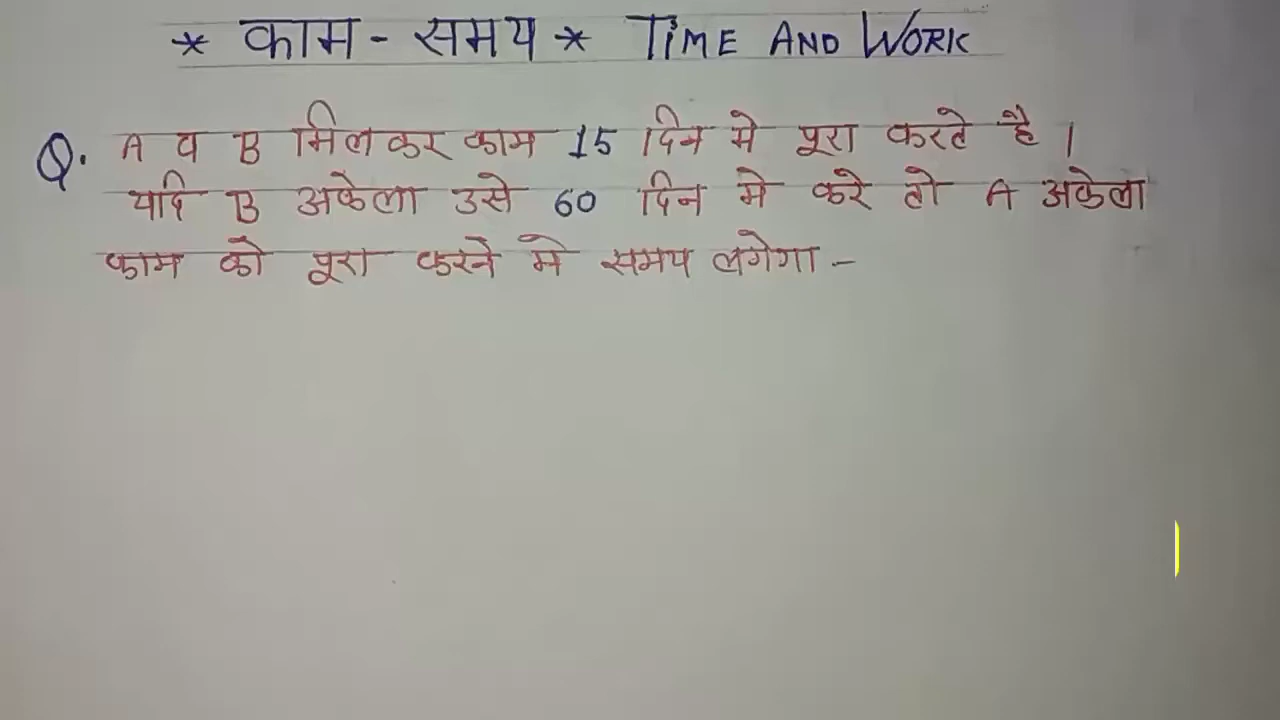 * काम - समय * TIME AND WORK
Q. A व B मिलकर काम 15 दिन मे पूरा करते है।
यदि B अकेला उसे 60 दिन मे करे तो A अकेला
काम को पूरा करने मे समय लगेगा -